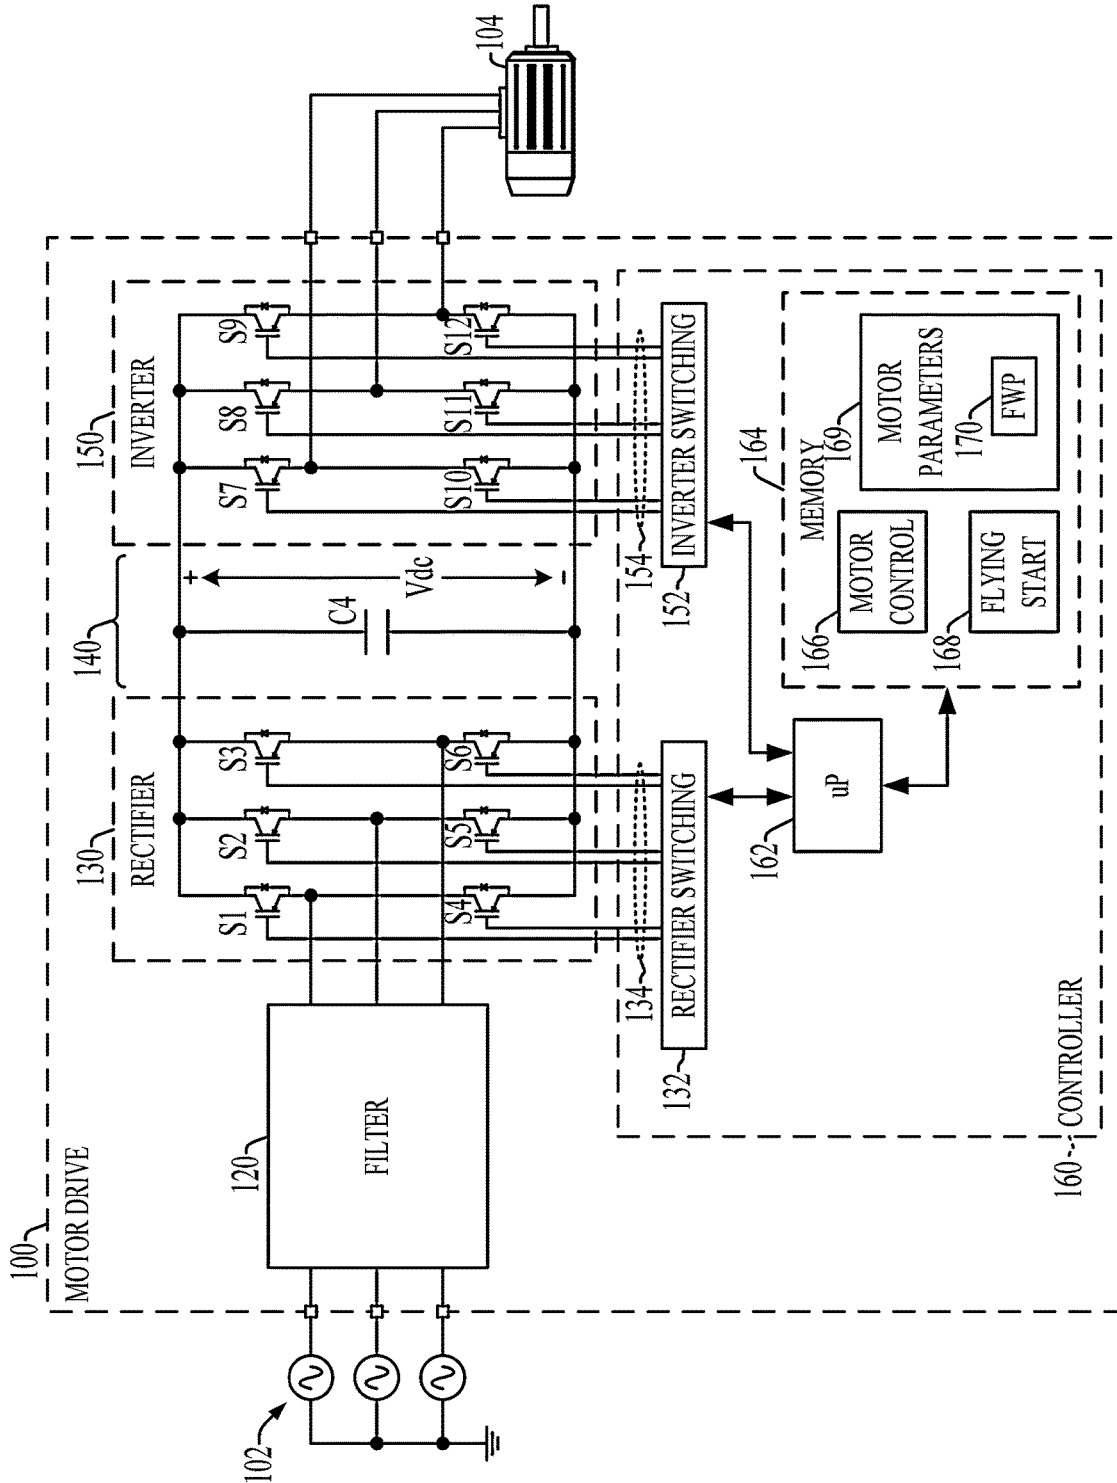 100
MOTOR DRIVE
102
120
FILTER
130
RECTIFIER
S1
S2
S3
S4
S5
S6
140
+
Vdc
-
C4
150
INVERTER
S7
S8
S9
S10
S11
S12
104
134
132
RECTIFIER SWITCHING
154
152
INVERTER SWITCHING
160
CONTROLLER
162
uP
164
MEMORY
166
MOTOR
CONTROL
168
FLYING
START
169
MOTOR
PARAMETERS
170
FWP